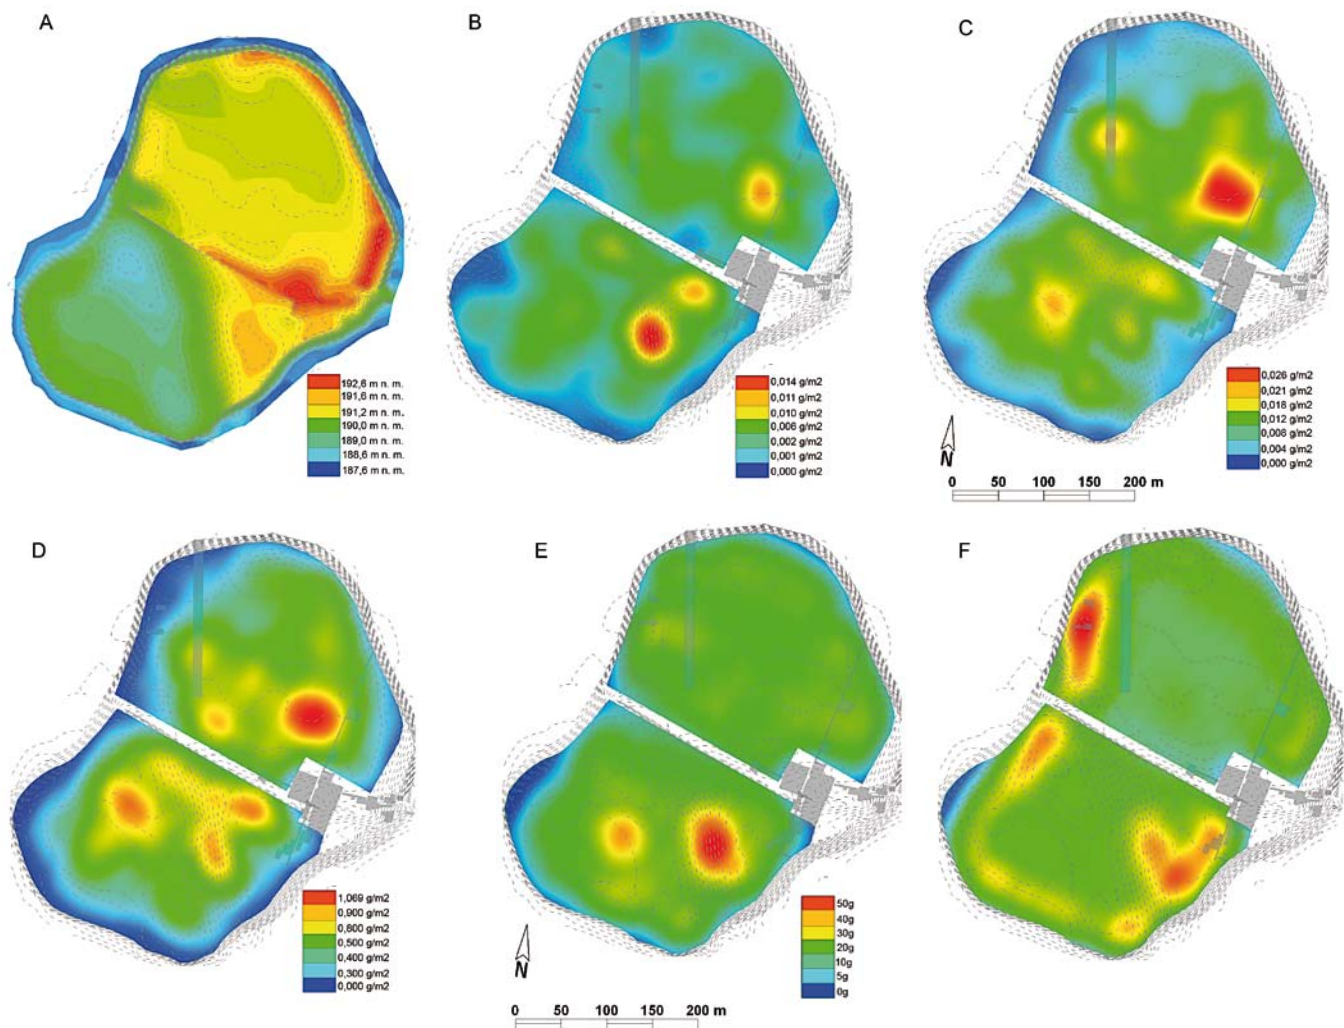 A
B
C
192,6 m n. m.
191,6 m n. m.
191,2 m n. m.
190,0 m n. m.
189,0 m n. m.
188,6 m n. m.
187,6 m n. m.
0,014 g/m2
0,011 g/m2
0,010 g/m2
0,006 g/m2
0,002 g/m2
0,001 g/m2
0,000 g/m2
0,026 g/m2
0,021 g/m2
0,018 g/m2
0,012 g/m2
0,008 g/m2
0,004 g/m2
0,000 g/m2
N
0 50 100 150 200 m
D
E
F
1,069 g/m2
0,900 g/m2
0,800 g/m2
0,500 g/m2
0,400 g/m2
0,300 g/m2
0,000 g/m2
50g
40g
30g
20g
10g
5g
0g
N
0 50 100 150 200 m